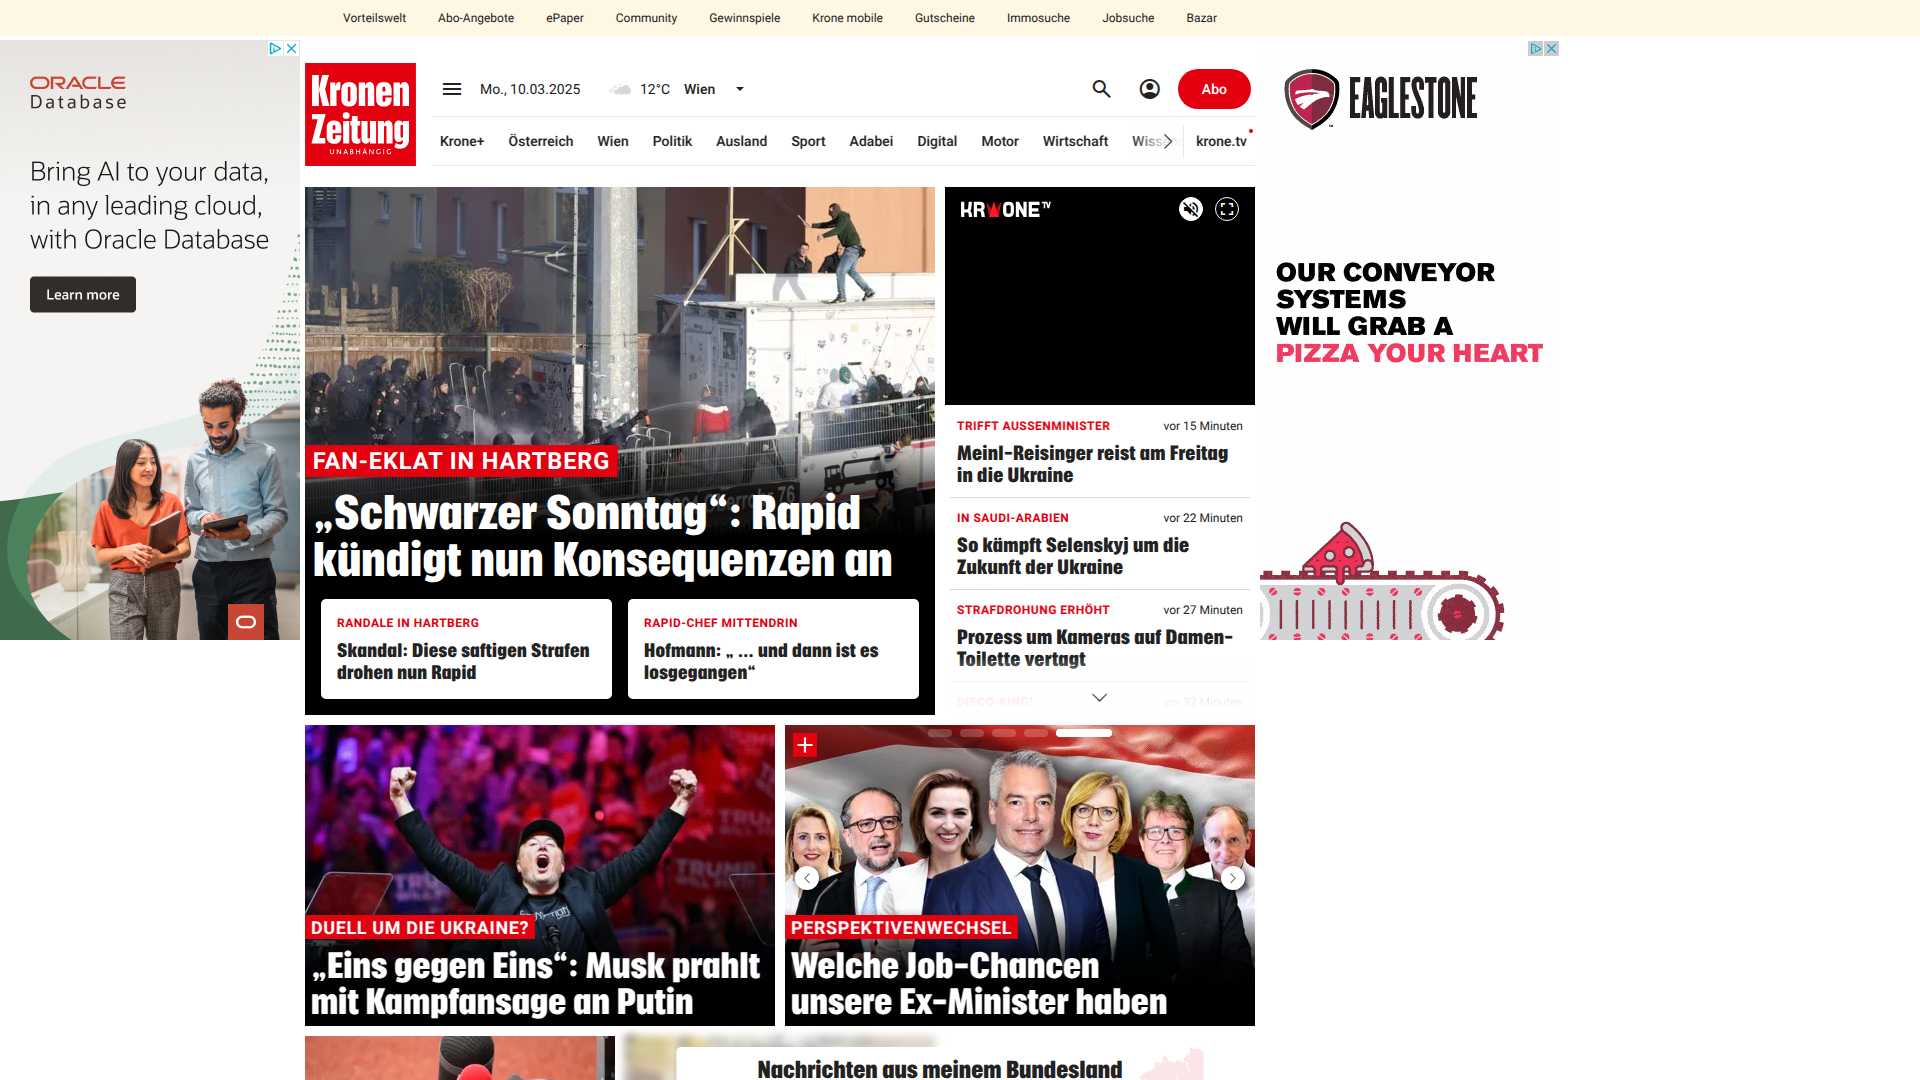 Vorteilswelt Abo-Angebote ePaper Community Gewinnspiele Krone mobile Gutscheine Immosuche Jobsuche Bazar
ORACLE
Database
Bring AI to your data,
in any leading cloud,
with Oracle Database
Learn more
Kronen
Zeitung
UNABHÄNGIG
Mo., 10.03.2025 12°C Wien
Abo
Krone+ Österreich Wien Politik Ausland Sport Adabei Digital Motor Wirtschaft krone.tv
FAN-EKLAT IN HARTBERG
„Schwarzer Sonntag“: Rapid
kündigt nun Konsequenzen an
RANDALE IN HARTBERG
Skandal: Diese saftigen Strafen
drohen nun Rapid
RAPID-CHEF MITTENDRIN
Hofmann: „ ... und dann ist es
losgegangen“
KRONE TV
TRIFFT AUSSENMINISTER vor 15 Minuten
Meinl-Reisinger reist am Freitag
in die Ukraine
IN SAUDI-ARABIEN vor 22 Minuten
So kämpft Selenskyj um die
Zukunft der Ukraine
STRAFDROHUNG ERHÖHT vor 27 Minuten
Prozess um Kameras auf Damen-
Toilette vertagt
DISCO-KING! vor 32 Minuten
EAGLESTONE
OUR CONVEYOR
SYSTEMS
WILL GRAB A
PIZZA YOUR HEART
TRUMP
TRUMP
DUELL UM DIE UKRAINE?
„Eins gegen Eins“: Musk prahlt
mit Kampfansage an Putin
PERSPEKTIVENWECHSEL
Welche Job-Chancen
unsere Ex-Minister haben
Nachrichten aus meinem Bundesland